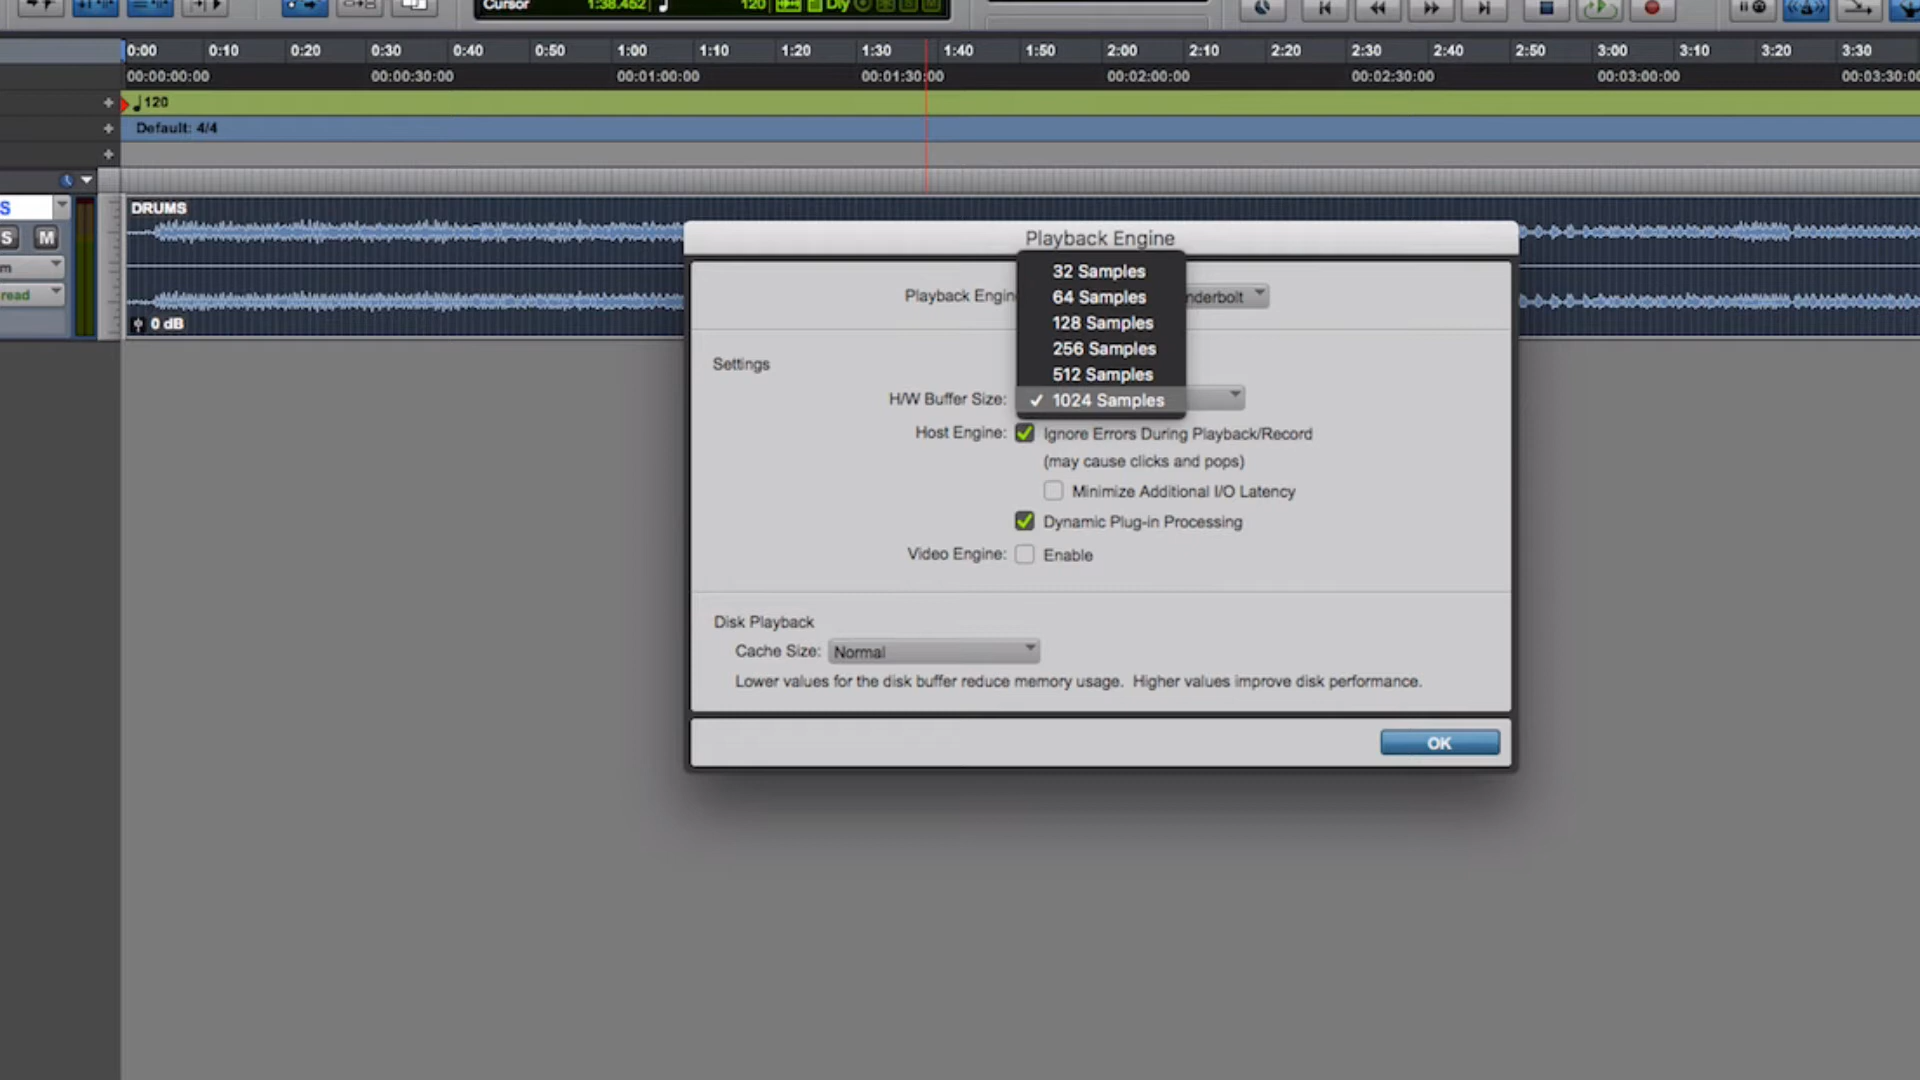 Cursor 1:38.452 120 Dly
0:00 0:10 0:20 0:30 0:40 0:50 1:00 1:10 1:20 1:30 1:40 1:50 2:00 2:10 2:20 2:30 2:40 2:50 3:00 3:10 3:20 3:30
00:00:00:00 00:00:30:00 00:01:00:00 00:01:30:00 00:02:00:00 00:02:30:00 00:03:00:00 00:03:30:00
120
Default: 4/4
S
DRUMS
S M
m
read
0 dB
Playback Engine
Playback Engin nderbolt
32 Samples
64 Samples
128 Samples
256 Samples
512 Samples
✓ 1024 Samples
Settings
H/W Buffer Size:
Host Engine: Ignore Errors During Playback/Record
(may cause clicks and pops)
Minimize Additional I/O Latency
Dynamic Plug-in Processing
Video Engine: Enable
Disk Playback
Cache Size: Normal
Lower values for the disk buffer reduce memory usage. Higher values improve disk performance.
OK